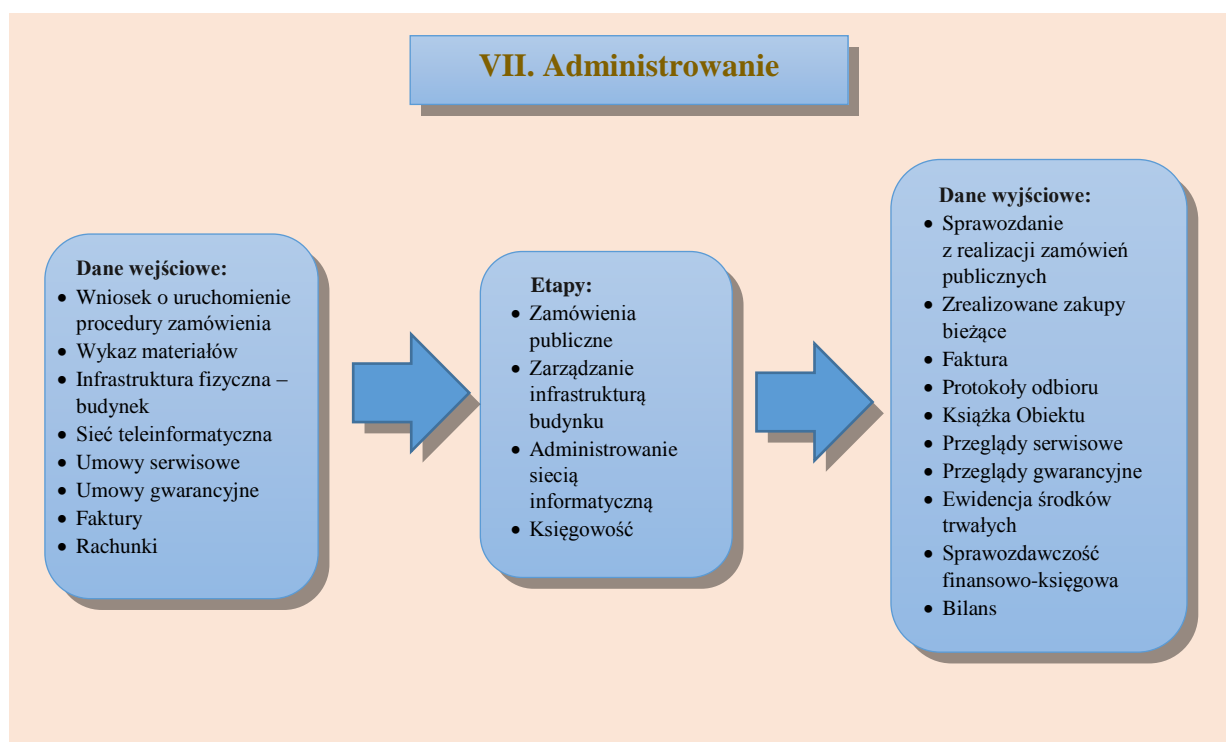 VII. Administrowanie
Dane wejściowe:
• Wniosek o uruchomienie
procedury zamówienia
• Wykaz materiałów
• Infrastruktura fizyczna –
budynek
• Sieć teleinformatyczna
• Umowy serwisowe
• Umowy gwarancyjne
• Faktury
• Rachunki
Etapy:
• Zamówienia
publiczne
• Zarządzanie
infrastrukturą
budynku
• Administrowanie
siecią
informatyczną
• Księgowość
Dane wyjściowe:
• Sprawozdanie
z realizacji zamówień
publicznych
• Zrealizowane zakupy
bieżące
• Faktura
• Protokoły odbioru
• Książka Obiektu
• Przeglądy serwisowe
• Przeglądy gwarancyjne
• Ewidencja środków
trwałych
• Sprawozdawczość
finansowo-księgowa
• Bilans